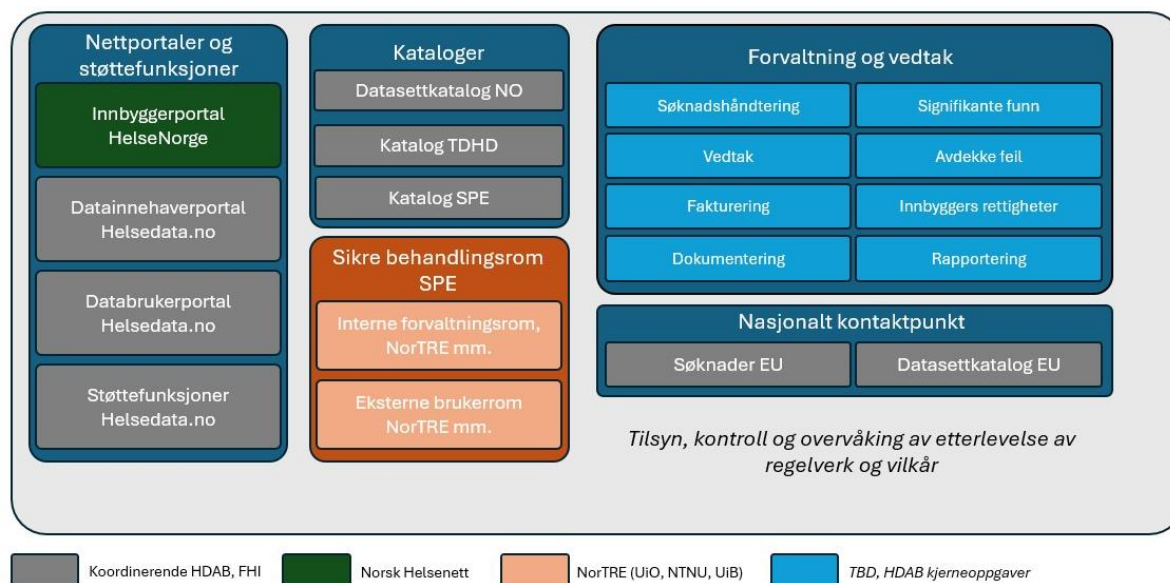 Nettportaler og
støttefunksjoner
Innbyggerportal
HelseNorge
Datainnehaverportal
Helsedata.no
Databrukerportal
Helsedata.no
Støttefunksjoner
Helsedata.no
Kataloger
Datasettkatalog NO
Katalog TDHD
Katalog SPE
Sikre behandlingsrom
SPE
Interne forvaltningsrom,
NorTRE mm.
Eksterne brukerrom
NorTRE mm.
Forvaltning og vedtak
Søknadshåndtering
Signifikante funn
Vedtak
Avdekke feil
Fakturering
Innbyggers rettigheter
Dokumentering
Rapportering
Nasjonalt kontaktpunkt
Søknader EU
Datasettkatalog EU
Tilsyn, kontroll og overvåking av etterlevelse av
regelverk og vilkår
Koordinerende HDAB, FHI
Norsk Helsenett
NorTRE (UiO, NTNU, UiB)
TBD, HDAB kjerneoppgaver